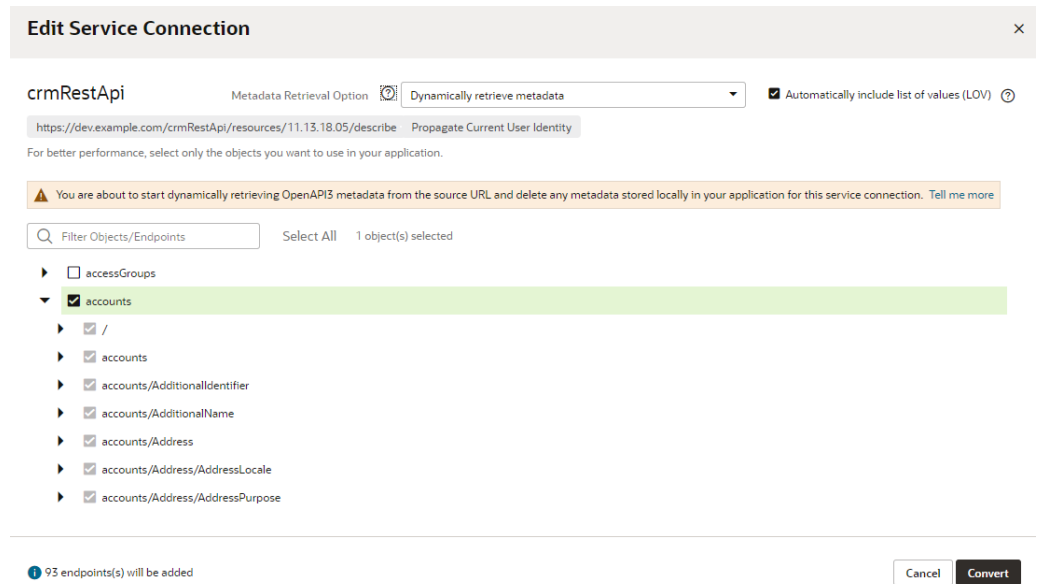 Edit Service Connection
crmRestApi Metadata Retrieval Option Dynamically retrieve metadata Automatically include list of values (LOV)
https://dev.example.com/crmRestApi/resources/11.13.18.05/describe Propagate Current User Identity
For better performance, select only the objects you want to use in your application.
You are about to start dynamically retrieving OpenAPI3 metadata from the source URL and delete any metadata stored locally in your application for this service connection. Tell me more
Filter Objects/Endpoints Select All 1 object(s) selected
accessGroups
accounts
/
accounts
accounts/AdditionalIdentifier
accounts/AdditionalName
accounts/Address
accounts/Address/AddressLocale
accounts/Address/AddressPurpose
93 endpoints(s) will be added Cancel Convert